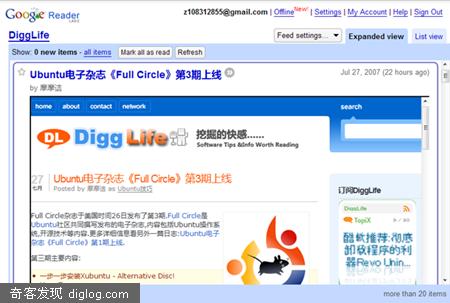 Google Reader
LABS
z108312855@gmail.com | Offline New! | Settings | My Account | Help | Sign Out
DiggLife
Feed settings...
Expanded view
List view
Show: 0 new items - all items
Mark all as read
Refresh
Ubuntu电子杂志《Full Circle》第3期上线
Jul 27, 2007 (22 hours ago)
by 摩摩诘
home about contact network
search
DL Digg Life
挖掘的快感......
Software Tips &Info Worth Reading
27
七月
Ubuntu电子杂志《Full Circle》第3期上线
Posted by 摩摩诘 as Ubuntu技巧
Full Circle杂志于美国时间26日发布了第3期.Full Circle是
Ubuntu社区共同撰写发布的电子杂志,内容包括Ubuntu操作系
统,开源技术等内容.更多详细信息看另外一篇日志:Ubuntu电
子杂志《Full Circle》第1期上线.
第三期主要内容:
一步一步安装Xubuntu - Alternative Disc!
订阅DiggLife
DiggLife
TopiX
酷软推荐:彻底
卸载程序的利
器Revo Unin...
more than 20 items
奇客发现 diglog.com